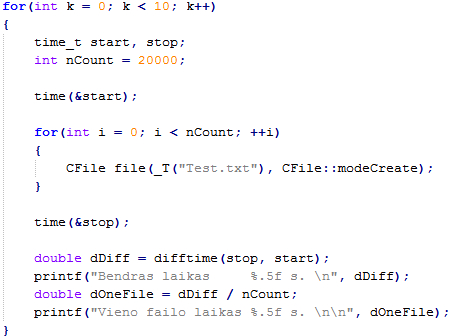 for(int k = 0; k < 10; k++)
{
    time_t start, stop;
    int nCount = 20000;

    time(&start);

    for(int i = 0; i < nCount; ++i)
    {
        CFile file(_T("Test.txt"), CFile::modeCreate);
    }

    time(&stop);

    double dDiff = difftime(stop, start);
    printf("Bendras laikas     %.5f s. \n", dDiff);
    double dOneFile = dDiff / nCount;
    printf("Vieno failo laikas %.5f s. \n\n", dOneFile);
}